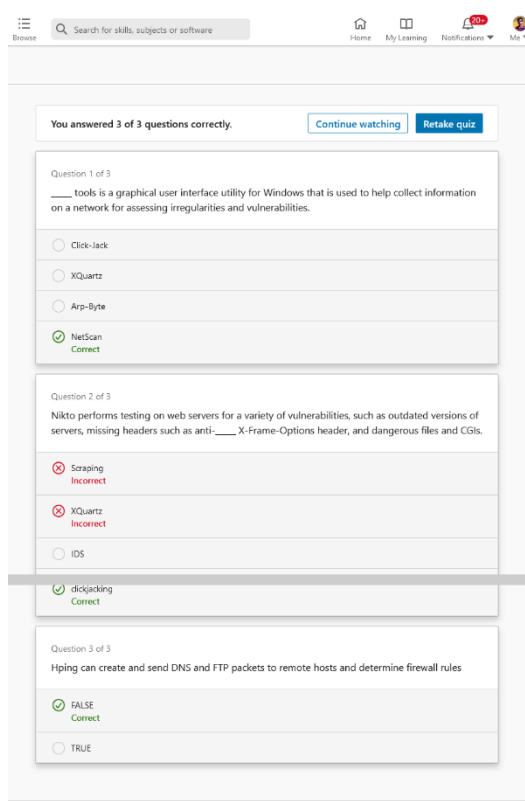 Browse
Search for skills, subjects or software
Home
My Learning
20+
Notifications
Me
You answered 3 of 3 questions correctly.
Continue watching
Retake quiz
Question 1 of 3
____ tools is a graphical user interface utility for Windows that is used to help collect information
on a network for assessing irregularities and vulnerabilities.
Click-Jack
XQuartz
Arp-Byte
NetScan
Correct
Question 2 of 3
Nikto performs testing on web servers for a variety of vulnerabilities, such as outdated versions of
servers, missing headers such as anti-____ X-Frame-Options header, and dangerous files and CGIs.
Scraping
Incorrect
XQuartz
Incorrect
IDS
clickjacking
Correct
Question 3 of 3
Hping can create and send DNS and FTP packets to remote hosts and determine firewall rules
FALSE
Correct
TRUE